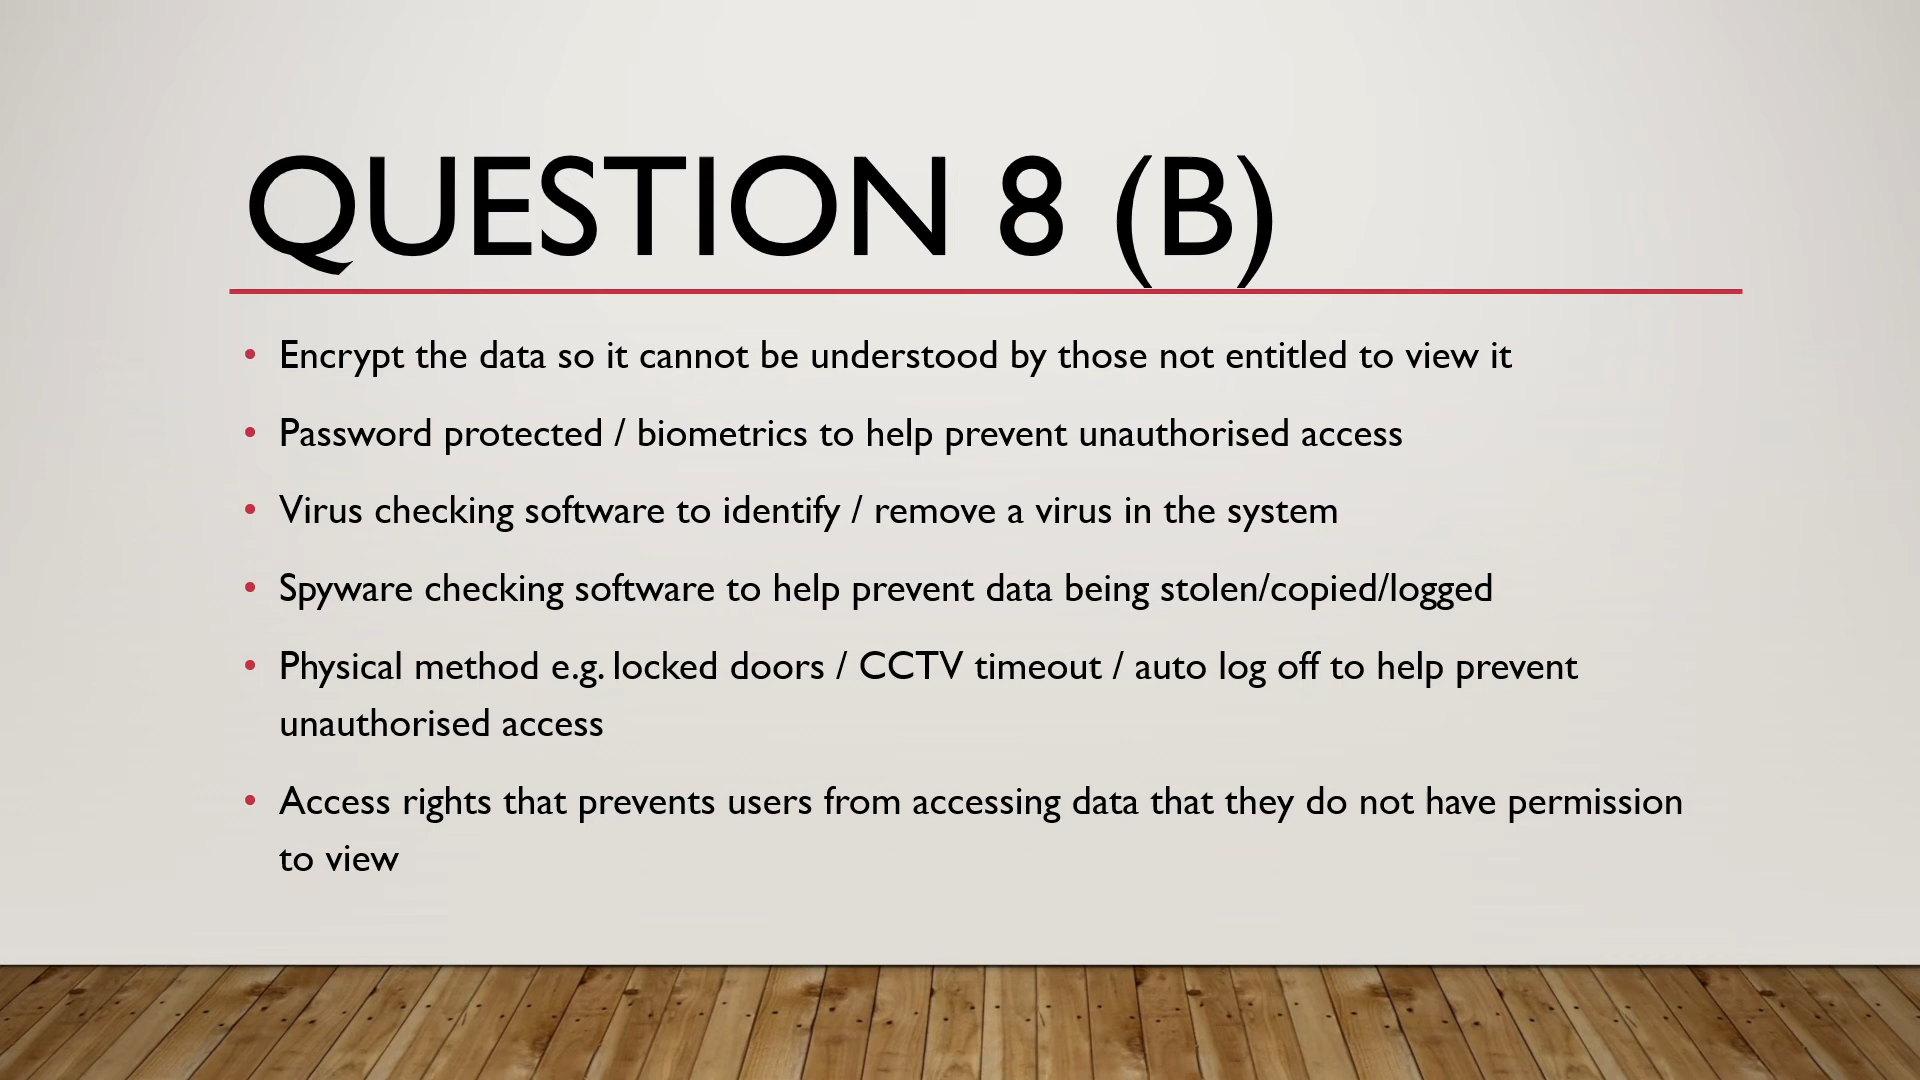 QUESTION 8 (B)
• Encrypt the data so it cannot be understood by those not entitled to view it
• Password protected / biometrics to help prevent unauthorised access
• Virus checking software to identify / remove a virus in the system
• Spyware checking software to help prevent data being stolen/copied/logged
• Physical method e.g. locked doors / CCTV timeout / auto log off to help prevent
unauthorised access
• Access rights that prevents users from accessing data that they do not have permission
to view